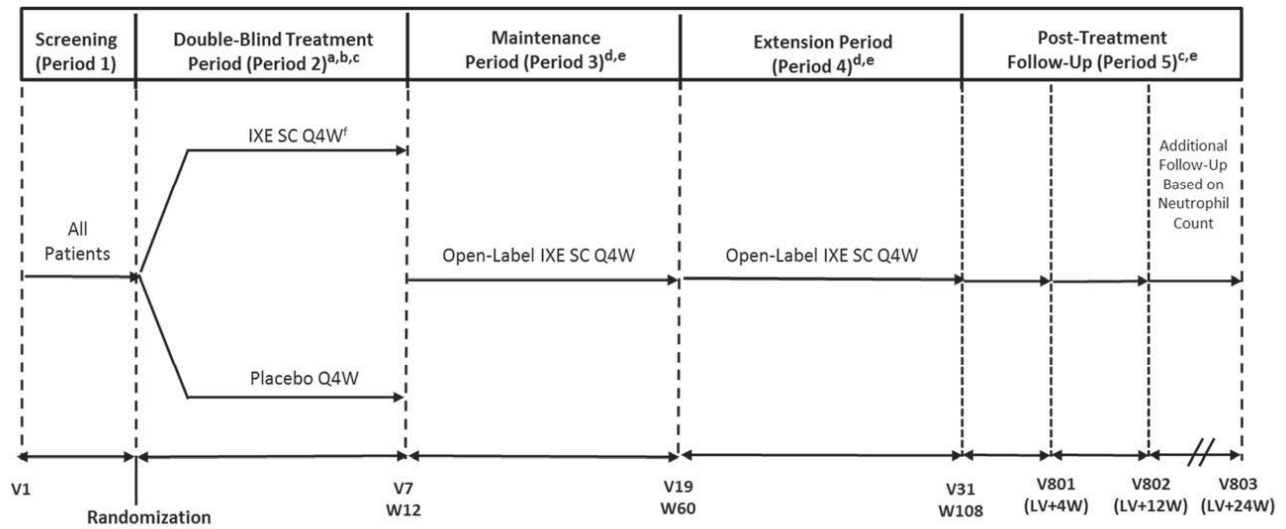 Screening
(Period 1)
Double-Blind Treatment
Period (Period 2)a,b,c
Maintenance
Period (Period 3)d,e
Extension Period
(Period 4)d,e
Post-Treatment
Follow-Up (Period 5)c,e
IXE SC Q4Wf
Additional
Follow-Up
Based on
Neutrophil
Count
All
Patients
Open-Label IXE SC Q4W
Open-Label IXE SC Q4W
Placebo Q4W
V1
Randomization
V7
W12
V19
W60
V31
W108
V801
(LV+4W)
V802
(LV+12W)
V803
(LV+24W)